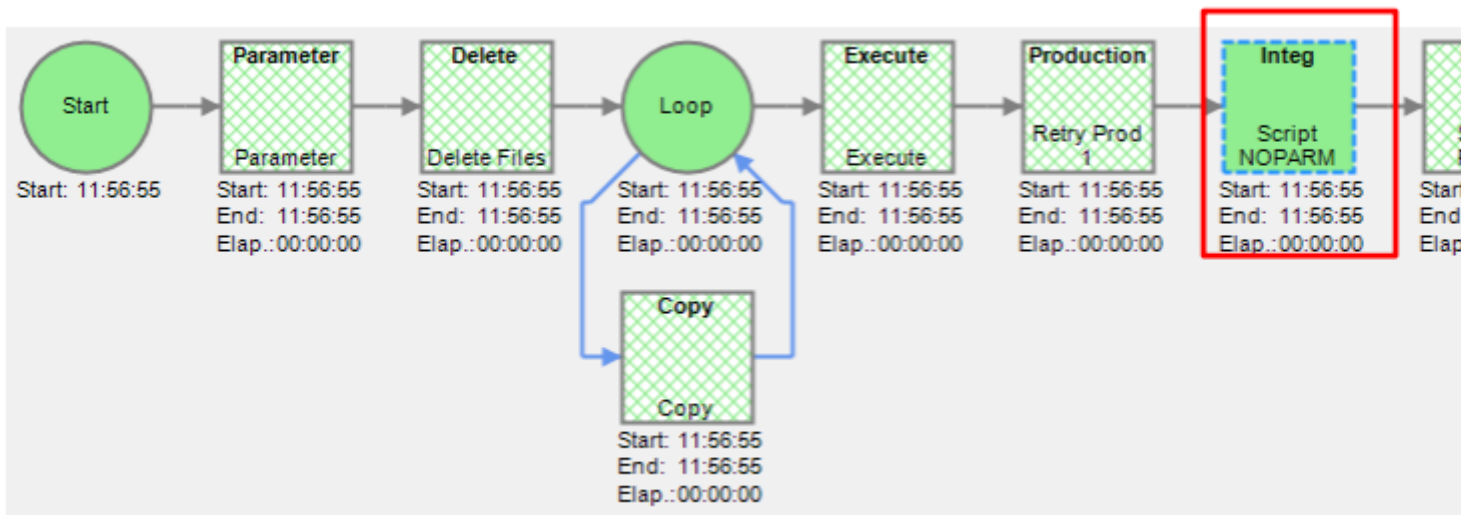 Start
Start: 11:56:55
Parameter
Parameter
Start: 11:56:55
End: 11:56:55
Elap.:00:00:00
Delete
Delete Files
Start: 11:56:55
End: 11:56:55
Elap.:00:00:00
Loop
Start: 11:56:55
End: 11:56:55
Elap.:00:00:00
Copy
Copy
Start: 11:56:55
End: 11:56:55
Elap.:00:00:00
Execute
Execute
Start: 11:56:55
End: 11:56:55
Elap.:00:00:00
Production
Retry Prod
1
Start: 11:56:55
End: 11:56:55
Elap.:00:00:00
Integ
Script
NOPARM
Start: 11:56:55
End: 11:56:55
Elap.:00:00:00